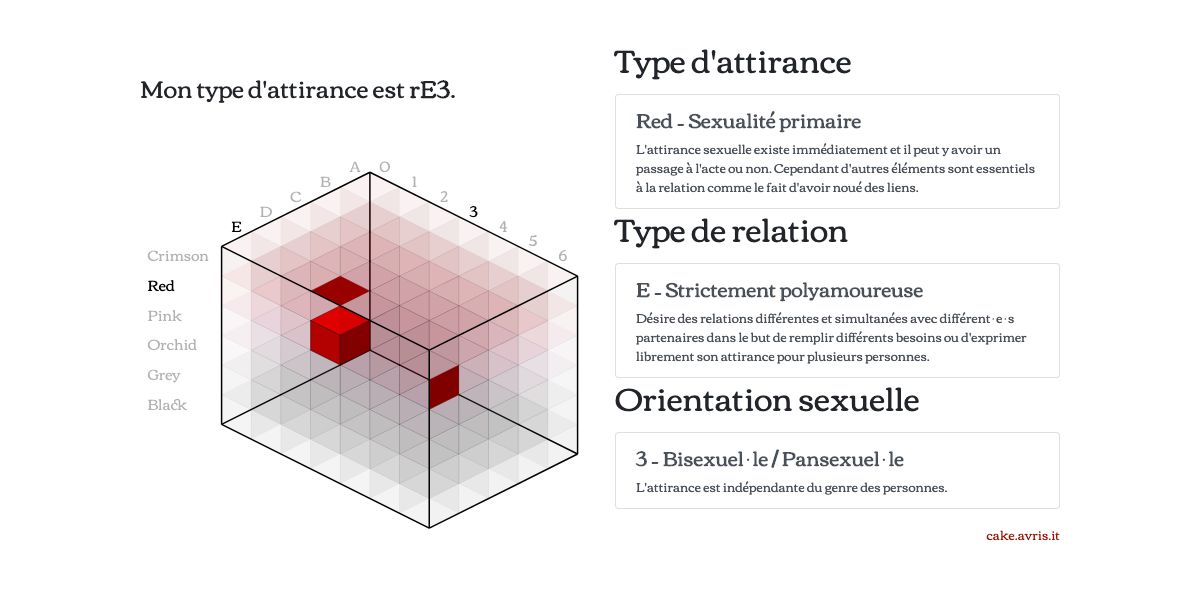 Mon type d'attirance est rE3.
A O
B 1
C 2
D 3
E 4
5
6
Crimson
Red
Pink
Orchid
Grey
Black
Type d'attirance
Red - Sexualité primaire
L'attirance sexuelle existe immédiatement et il peut y avoir un
passage à l'acte ou non. Cependant d'autres éléments sont essentiels
à la relation comme le fait d'avoir noué des liens.
Type de relation
E - Strictement polyamoureuse
Désire des relations différentes et simultanées avec différent·e·s
partenaires dans le but de remplir différents besoins ou d'exprimer
librement son attirance pour plusieurs personnes.
Orientation sexuelle
3 - Bisexuel·le / Pansexuel·le
L'attirance est indépendante du genre des personnes.
cake.avris.it